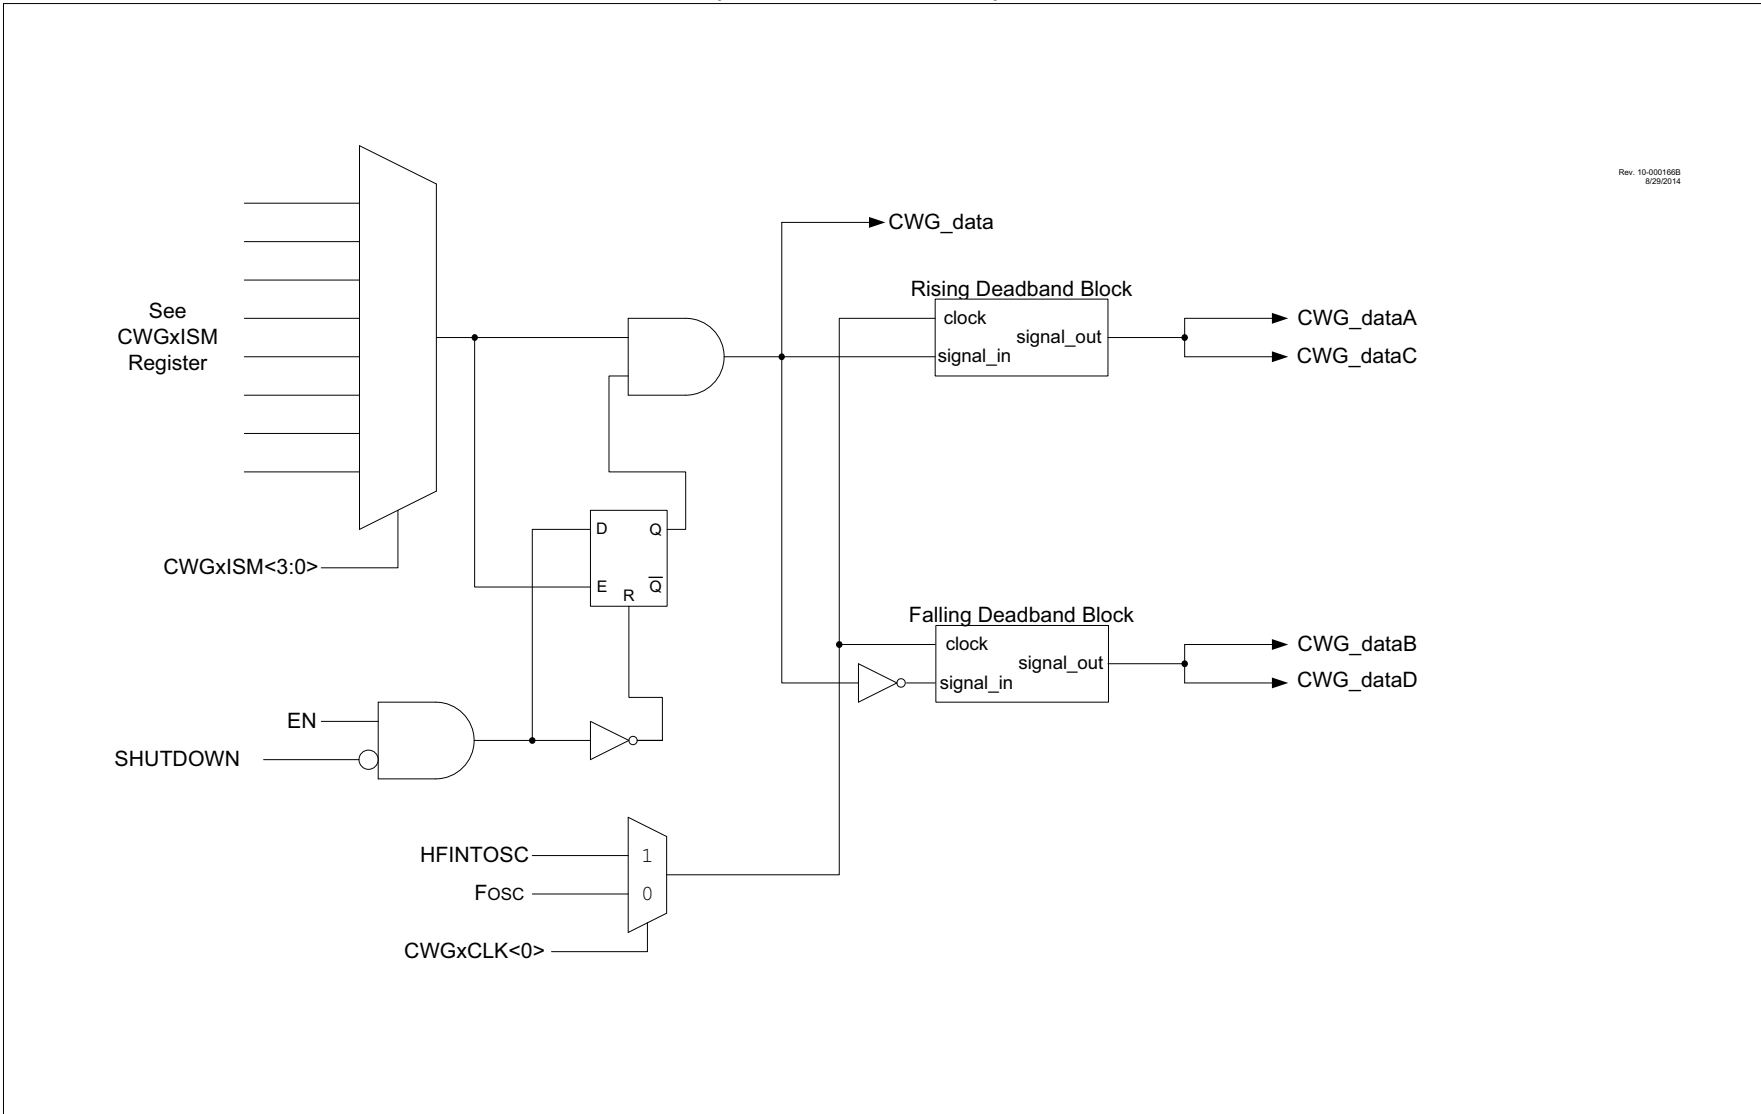 Rev. 10-000166B
8/29/2014
See
CWGxISM
Register
CWGxISM<3:0>
CWG_data
Rising Deadband Block
clock
signal_out
signal_in
CWG_dataA
CWG_dataC
D
Q
E
R
Q̅
Falling Deadband Block
clock
signal_out
signal_in
CWG_dataB
CWG_dataD
EN
SHUTDOWN
HFINTOSC
1
FOSC
0
CWGxCLK<0>